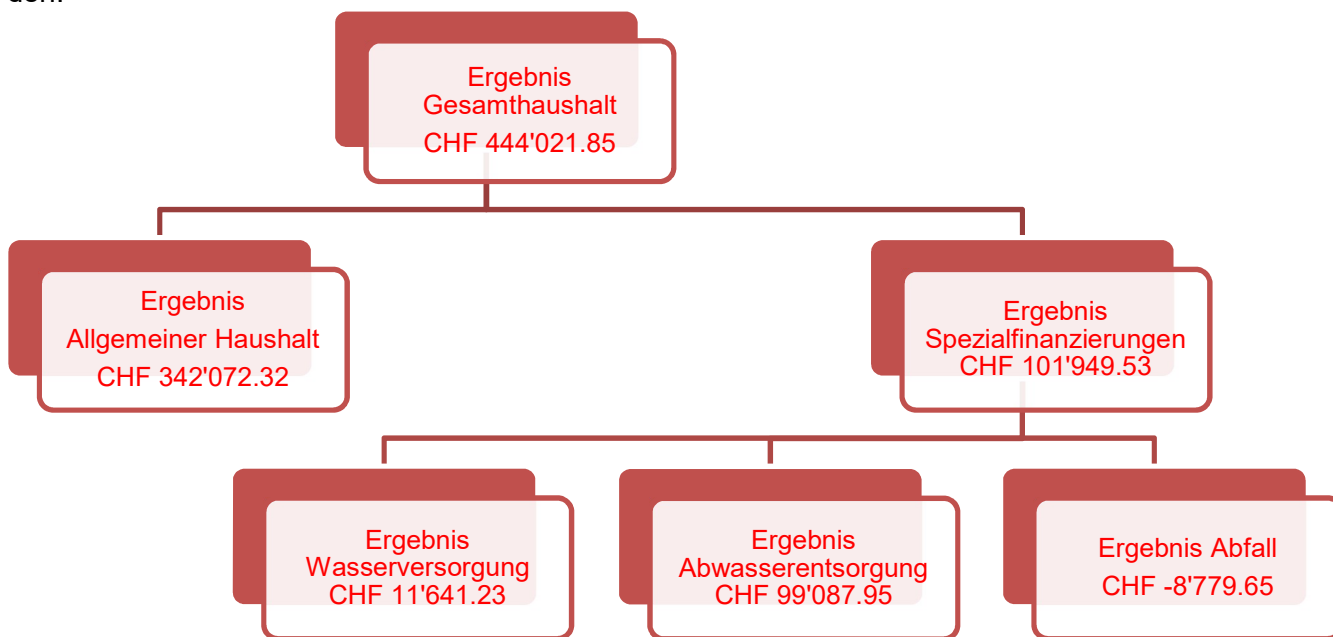 den.
Ergebnis
Gesamthaushalt
CHF 444'021.85
Ergebnis
Allgemeiner Haushalt
CHF 342'072.32
Ergebnis
Spezialfinanzierungen
CHF 101'949.53
Ergebnis
Wasserversorgung
CHF 11'641.23
Ergebnis
Abwasserentsorgung
CHF 99'087.95
Ergebnis Abfall
CHF -8'779.65